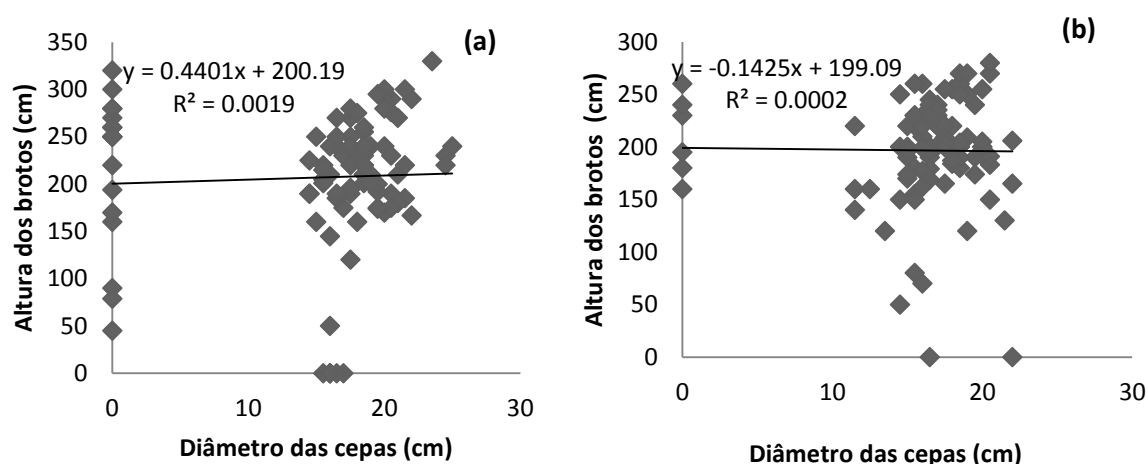 (a)
350
300
250
200
150
100
50
0
y = 0.4401x + 200.19
R² = 0.0019
0 10 20 30
Altura dos brotos (cm)
Diâmetro das cepas (cm)
(b)
300
250
200
150
100
50
0
y = -0.1425x + 199.09
R² = 0.0002
0 10 20 30
Altura dos brotos (cm)
Diâmetro das cepas (cm)